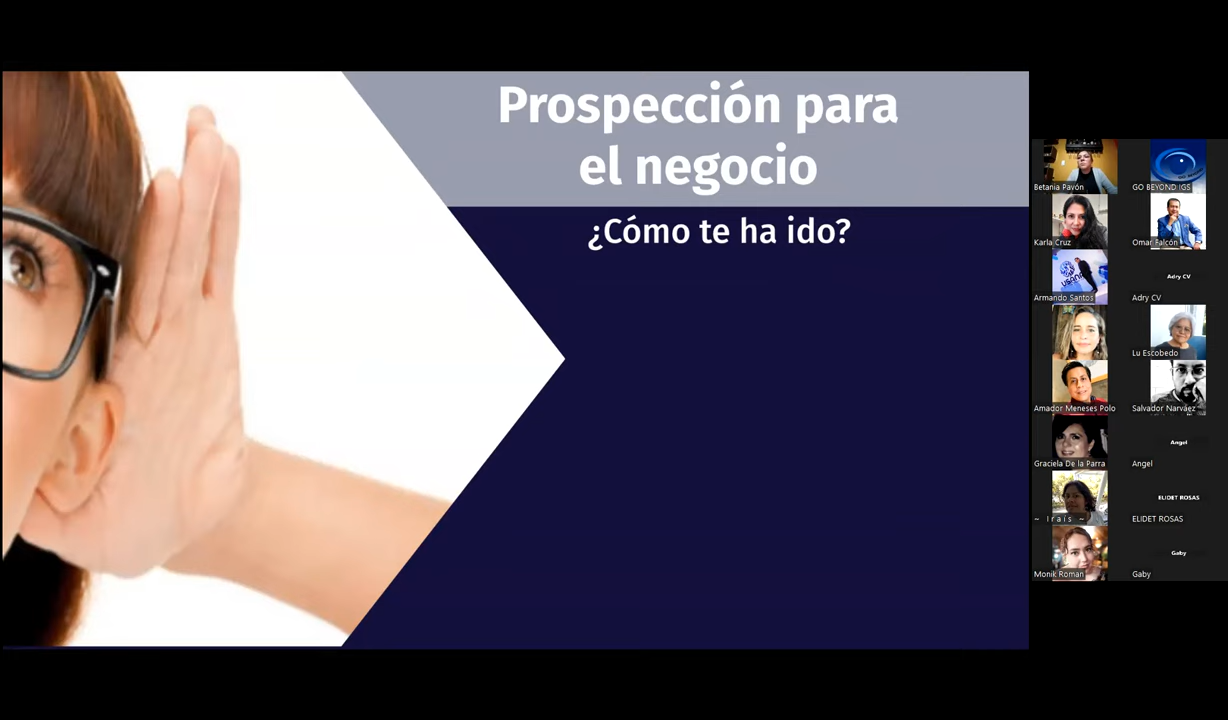 Prospección para
el negocio
¿Cómo te ha ido?
Betania Pavón
GO BEYOND IGS
Karla Cruz
Omar Falcón
USANA
Armando Santos
Adry CV
Adry CV
Lu Escobedo
Amador Meneses Polo
Salvador Narváez
Graciela De la Parra
Angel
Angel
~ I r a í s ~
ELIDET ROSAS
ELIDET ROSAS
Monik Roman
Gaby
Gaby